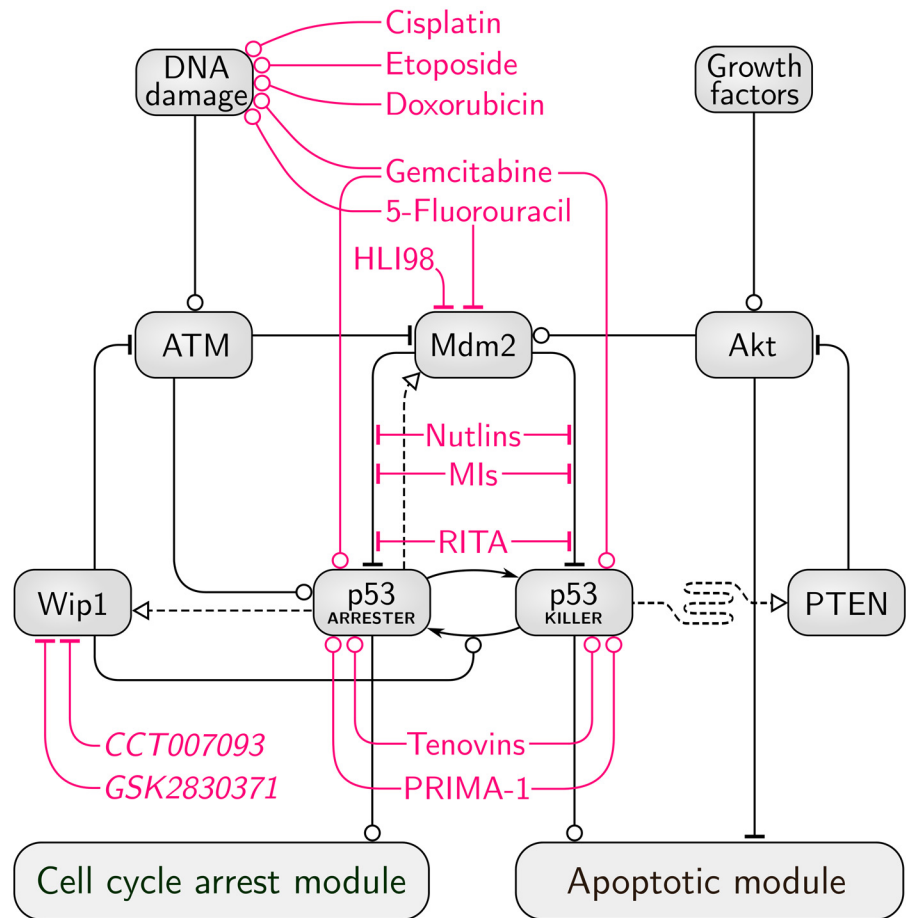 Cisplatin
DNA
damage
Etoposide
Doxorubicin
Growth
factors
Gemcitabine
5-Fluorouracil
HLI98
ATM
Mdm2
Akt
Nutlins
MIs
RITA
Wip1
p53
ARRESTER
p53
KILLER
PTEN
CCT007093
Tenovins
GSK2830371
PRIMA-1
Cell cycle arrest module
Apoptotic module